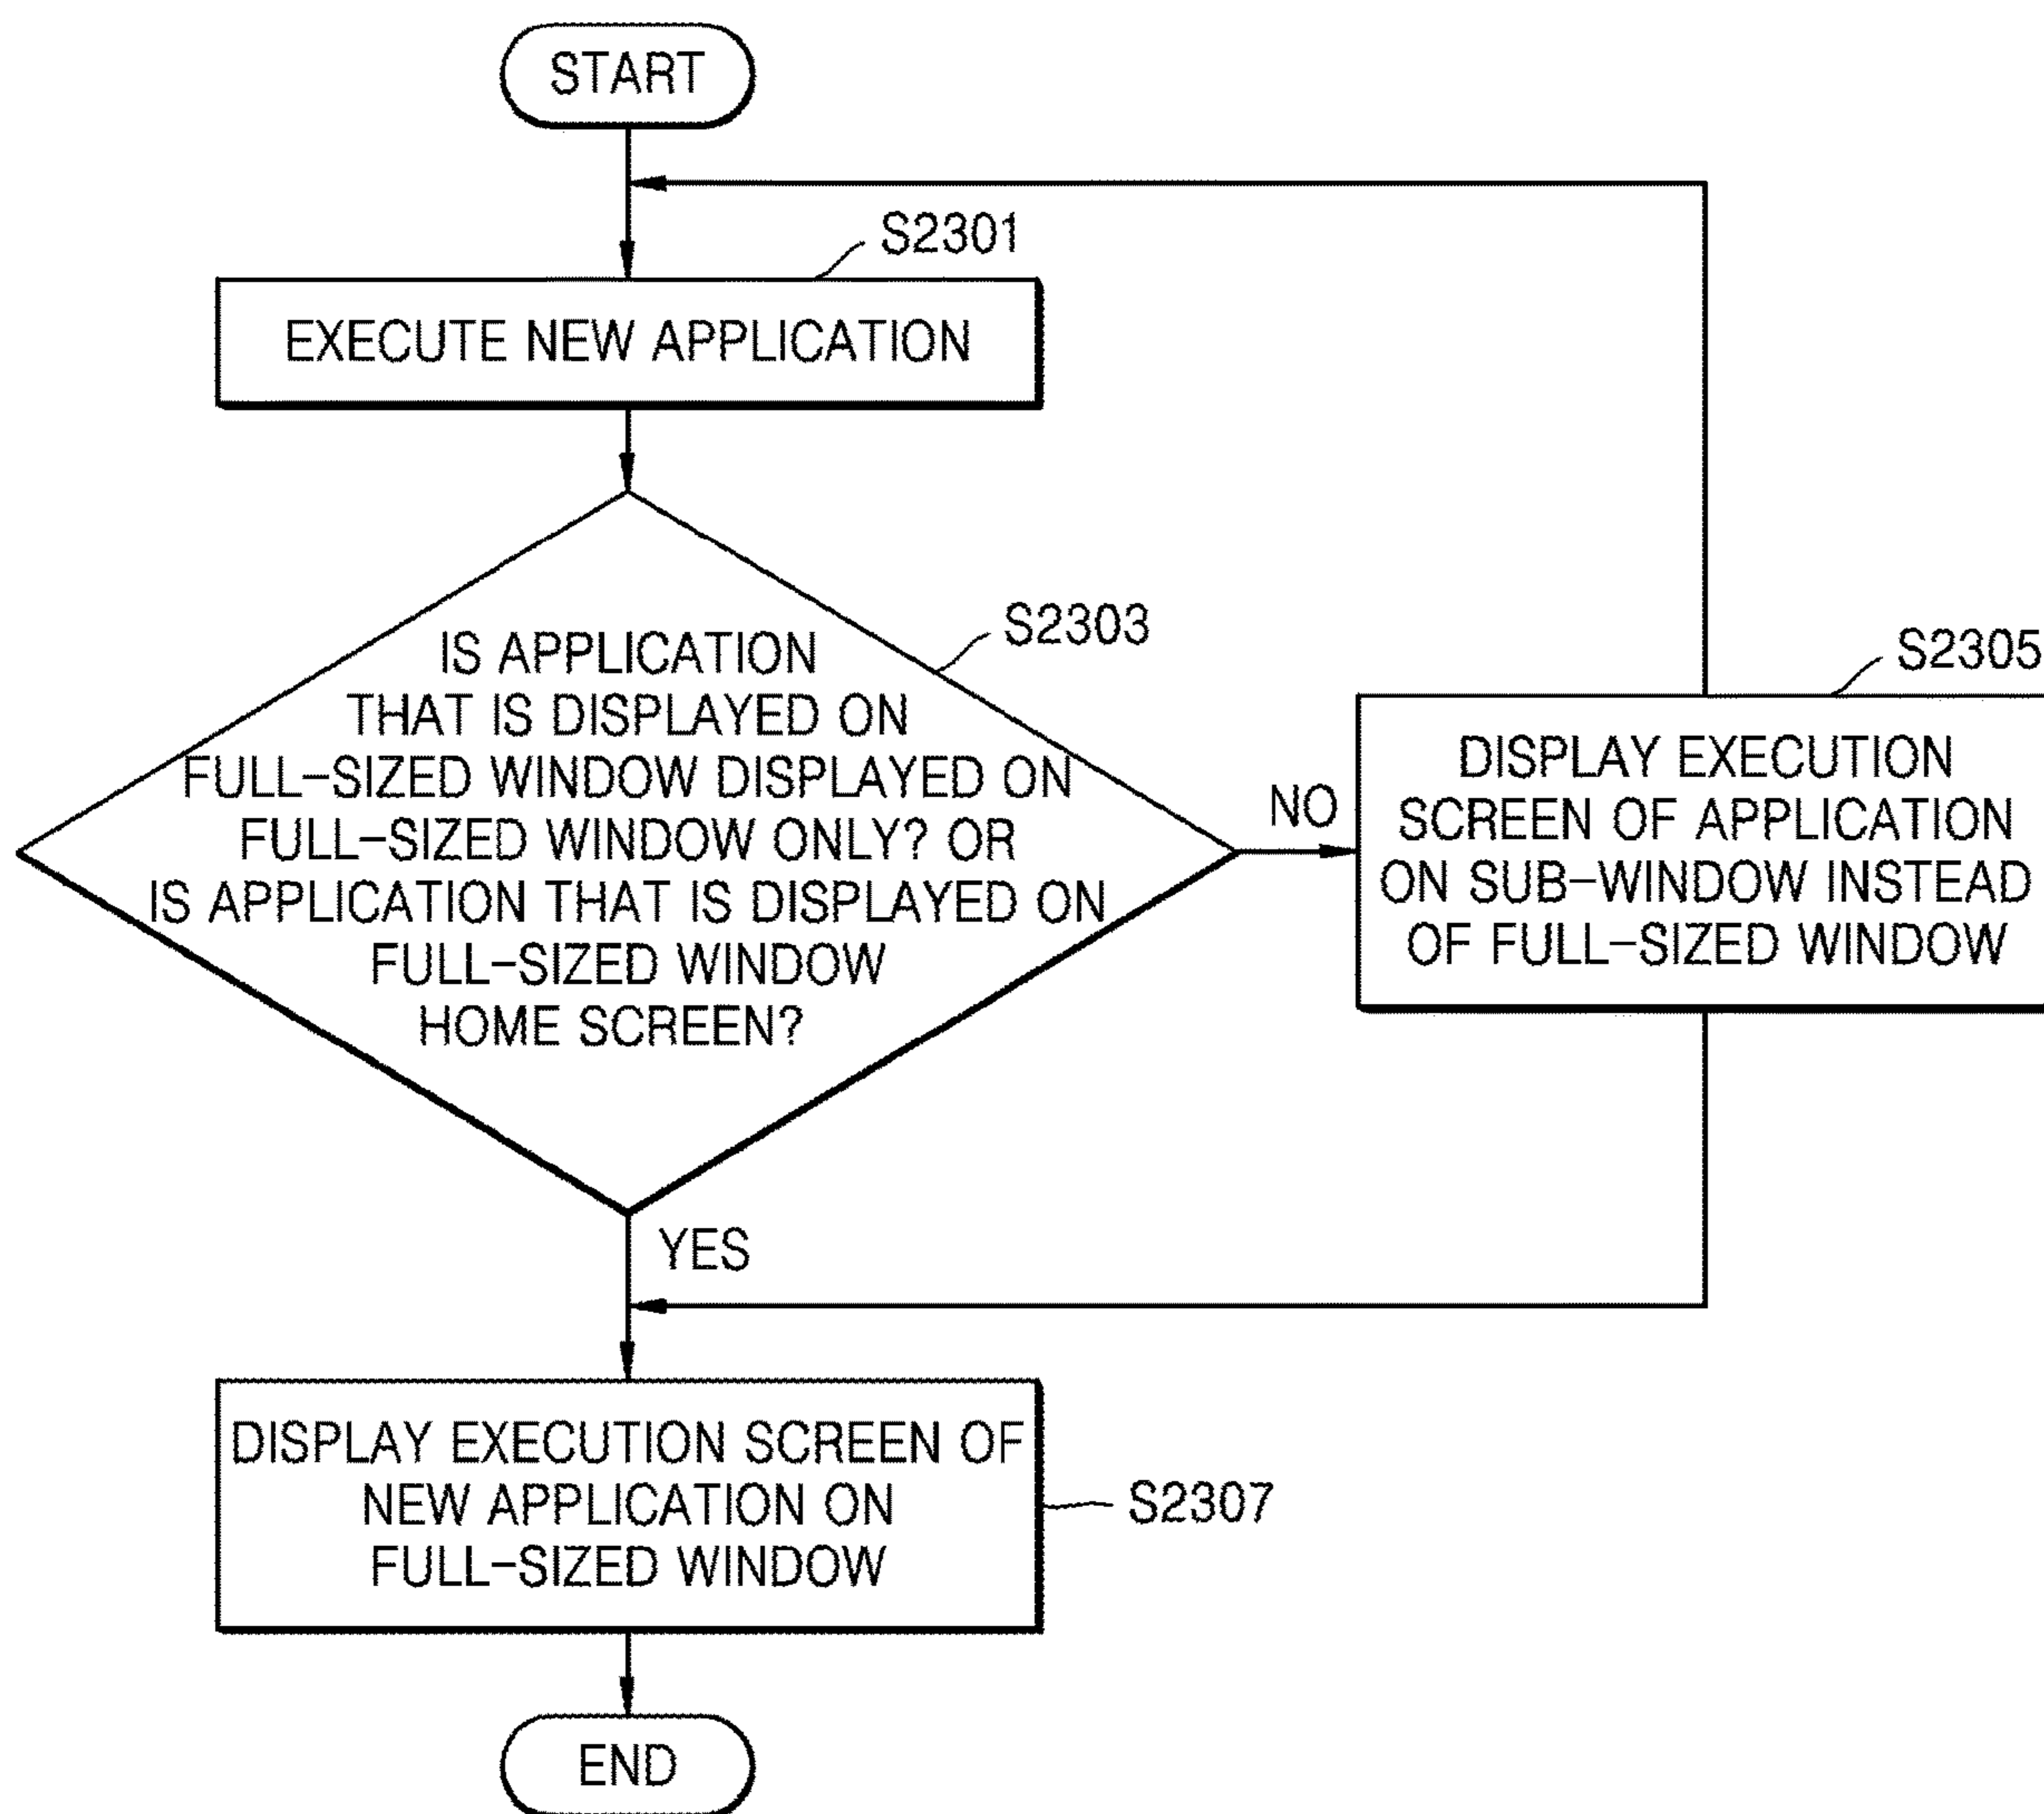 START
S2301
EXECUTE NEW APPLICATION
S2303
IS APPLICATION
THAT IS DISPLAYED ON
FULL-SIZED WINDOW DISPLAYED ON
FULL-SIZED WINDOW ONLY? OR
IS APPLICATION THAT IS DISPLAYED ON
FULL-SIZED WINDOW
HOME SCREEN?
NO
S2305
DISPLAY EXECUTION
SCREEN OF APPLICATION
ON SUB-WINDOW INSTEAD
OF FULL-SIZED WINDOW
YES
DISPLAY EXECUTION SCREEN OF
NEW APPLICATION ON
FULL-SIZED WINDOW
S2307
END